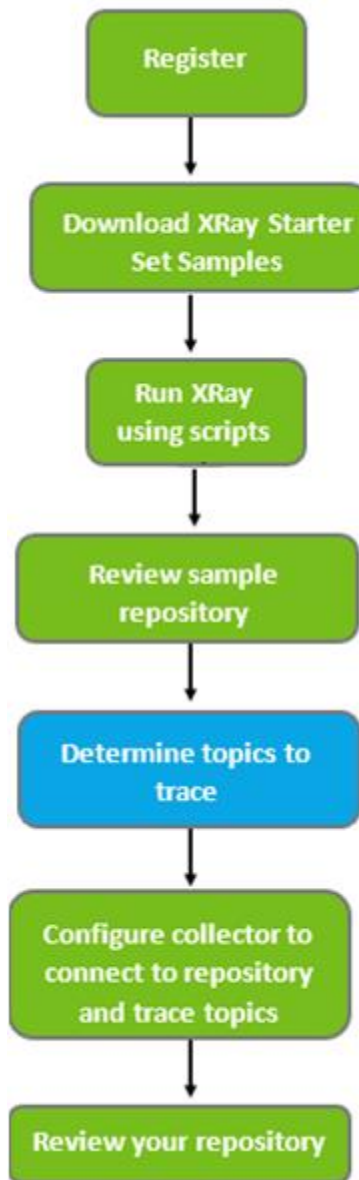 Register
Download XRay Starter
Set Samples
Run XRay
using scripts
Review sample
repository
Determine topics to
trace
Configure collector to
connect to repository
and trace topics
Review your repository